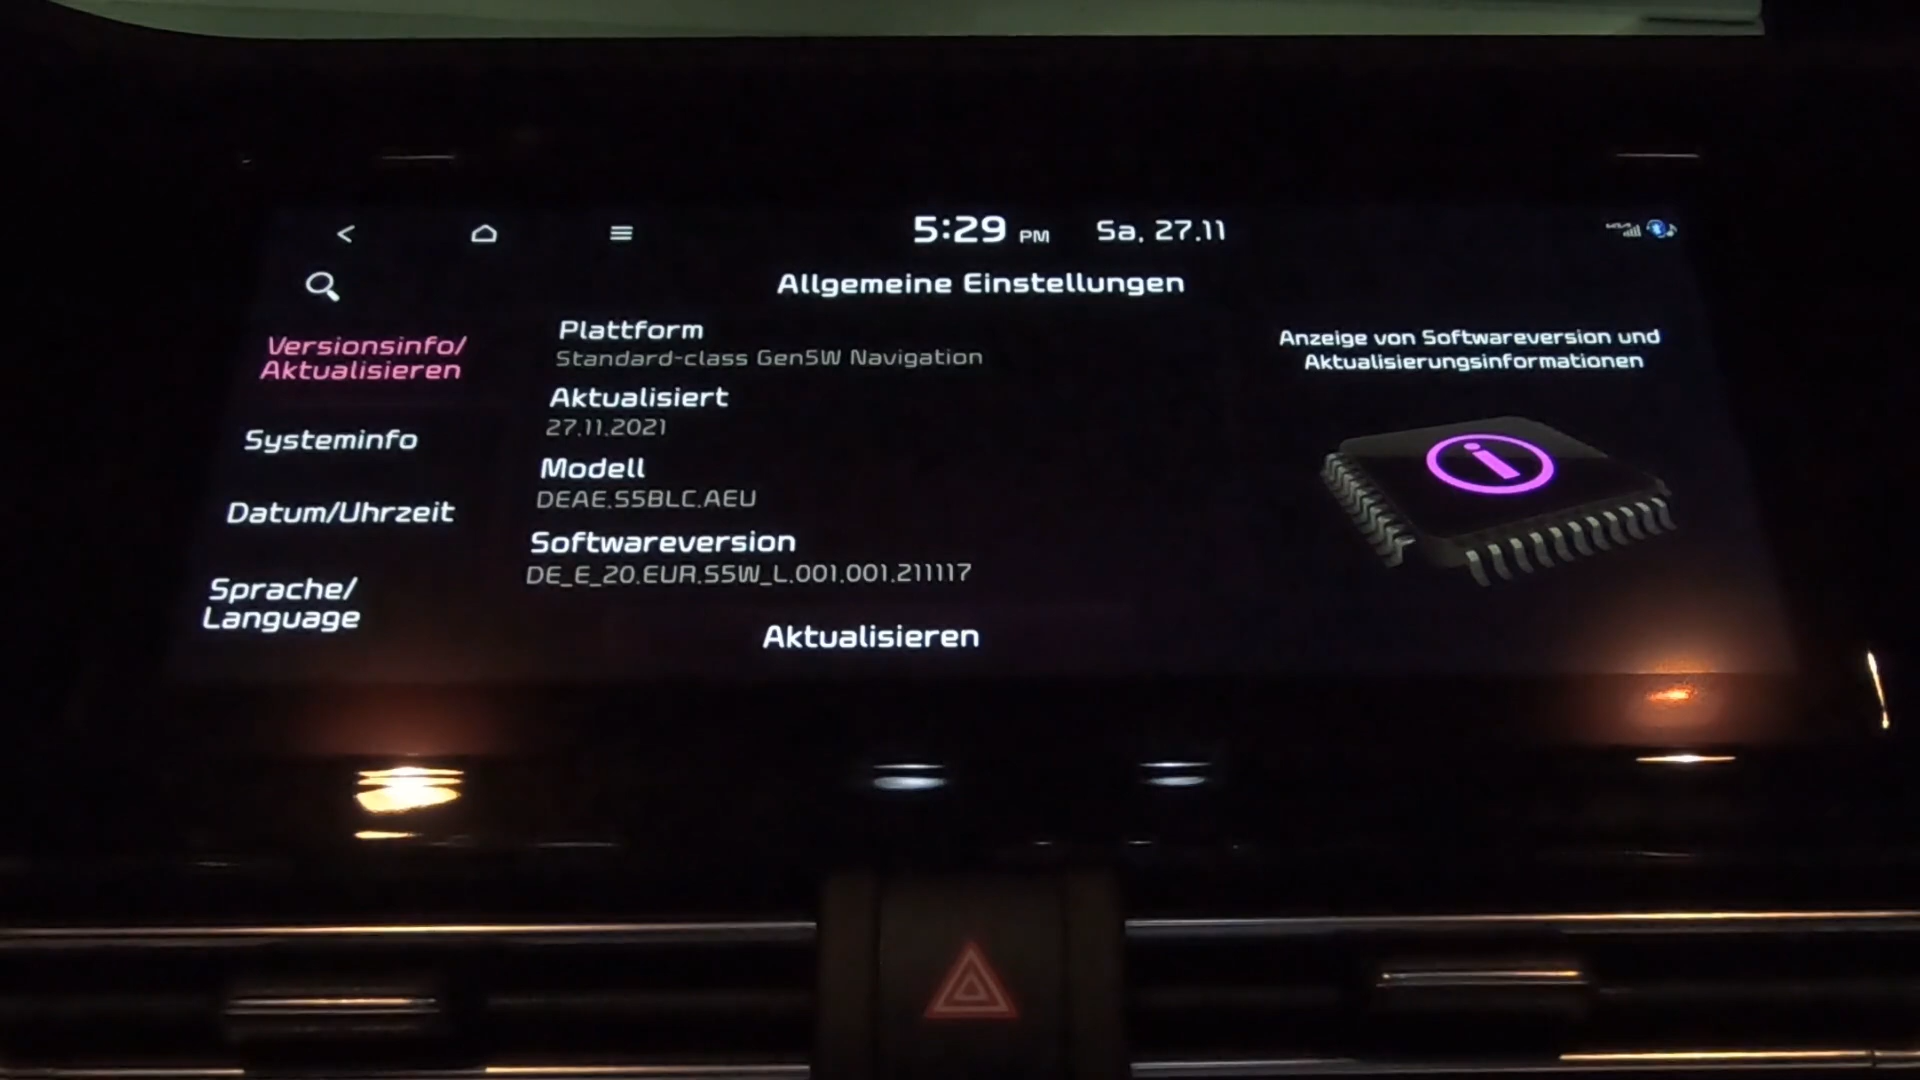 5:29 PM Sa, 27.11
Allgemeine Einstellungen
Versionsinfo/
Aktualisieren
Systeminfo
Datum/Uhrzeit
Sprache/
Language
Plattform
Standard-class Gen5W Navigation
Aktualisiert
27.11.2021
Modell
DEAE.S5BLC.AEU
Softwareversion
DE_E_20.EUR.S5W_L.001.001.211117
Aktualisieren
Anzeige von Softwareversion und
Aktualisierungsinformationen